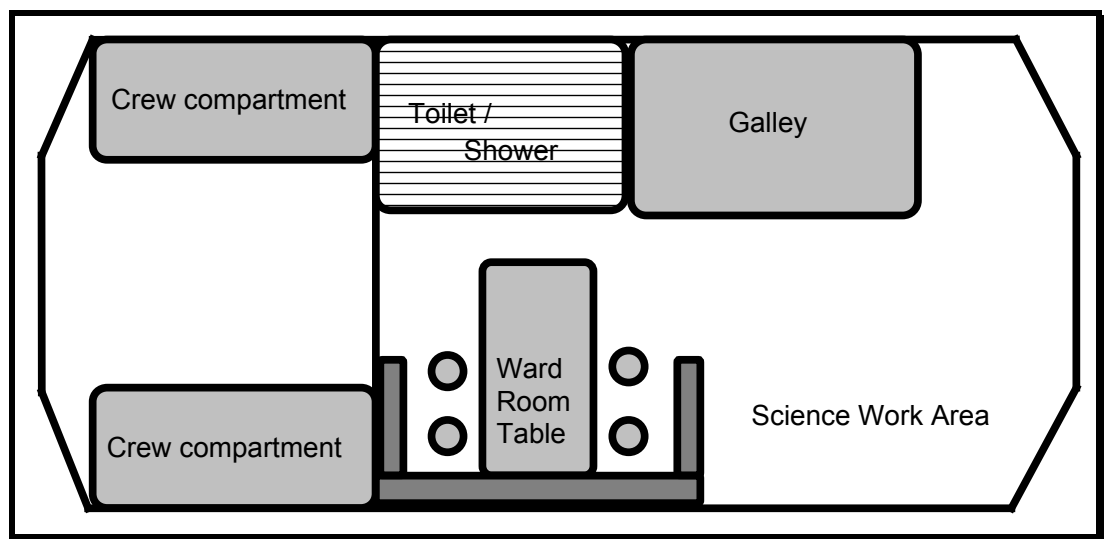 Crew compartment
Toilet /
Shower
Galley
Ward
Room
Table
Science Work Area
Crew compartment